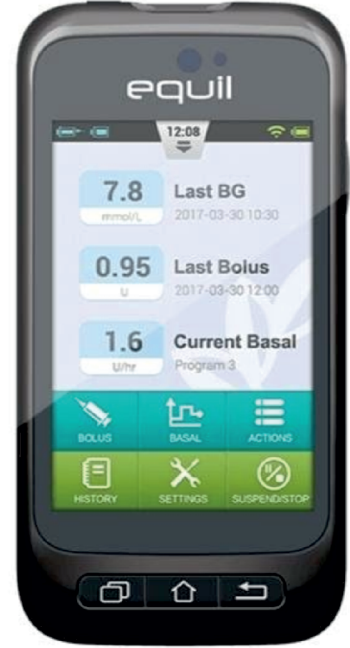 equil
12:08
7.8 Last BG
mmol/L 2017-03-30 10:30
0.95 Last Bolus
U 2017-03-30 12:00
1.6 Current Basal
U/hr Program 3
BOLUS BASAL ACTIONS
HISTORY SETTINGS SUSPEND/STOP